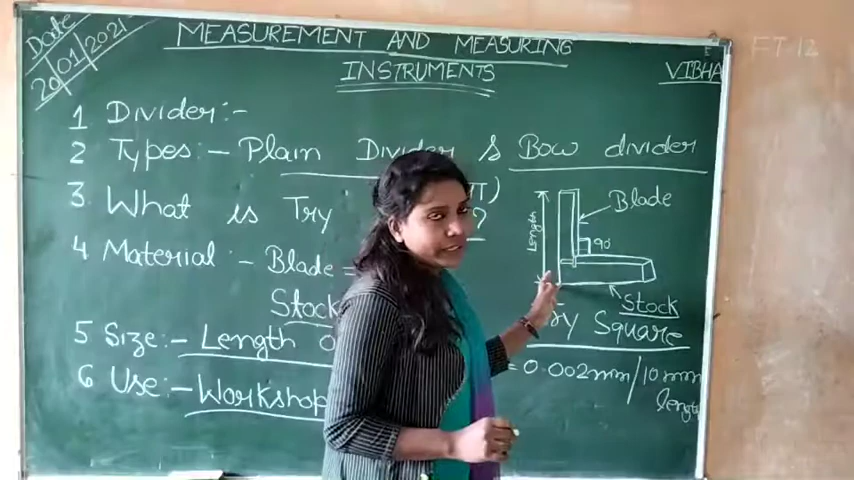 Date
20/01/2021
MEASUREMENT AND MEASURING
INSTRUMENTS
VIBHA
FT-12
1 DIVIDER:-
2 TYPES:- PLAIN DIVIDER & BOW dividER
3 WHAT is TRY
4 MATERIAL:- BLADE =
STOCK
5 SIZE:- LENGTH O
6 USE:- WORKSHOP
Length
BLADE
90
STOCK
SQUARE
=0.002mm/10mm
length